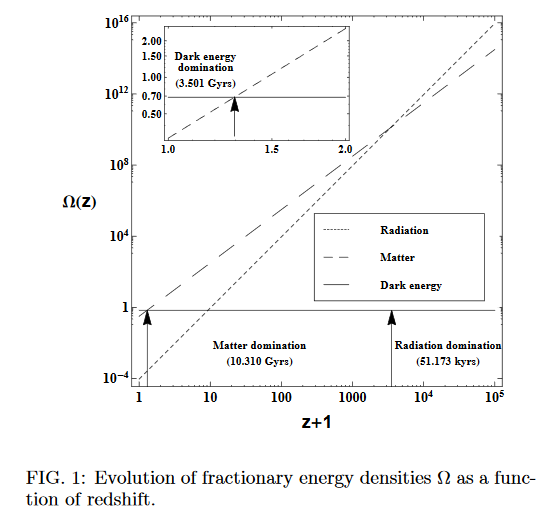 10^16
10^12
10^8
10^4
1
10^−4
Ω(z)
2.00
1.50
1.00
0.70
0.50
Dark energy
domination
(3.501 Gyrs)
1.0 1.5 2.0
Radiation
Matter
Dark energy
Matter domination
(10.310 Gyrs)
Radiation domination
(51.173 kyrs)
1 10 100 1000 10^4 10^5
z+1
FIG. 1: Evolution of fractionary energy densities Ω as a func-
tion of redshift.